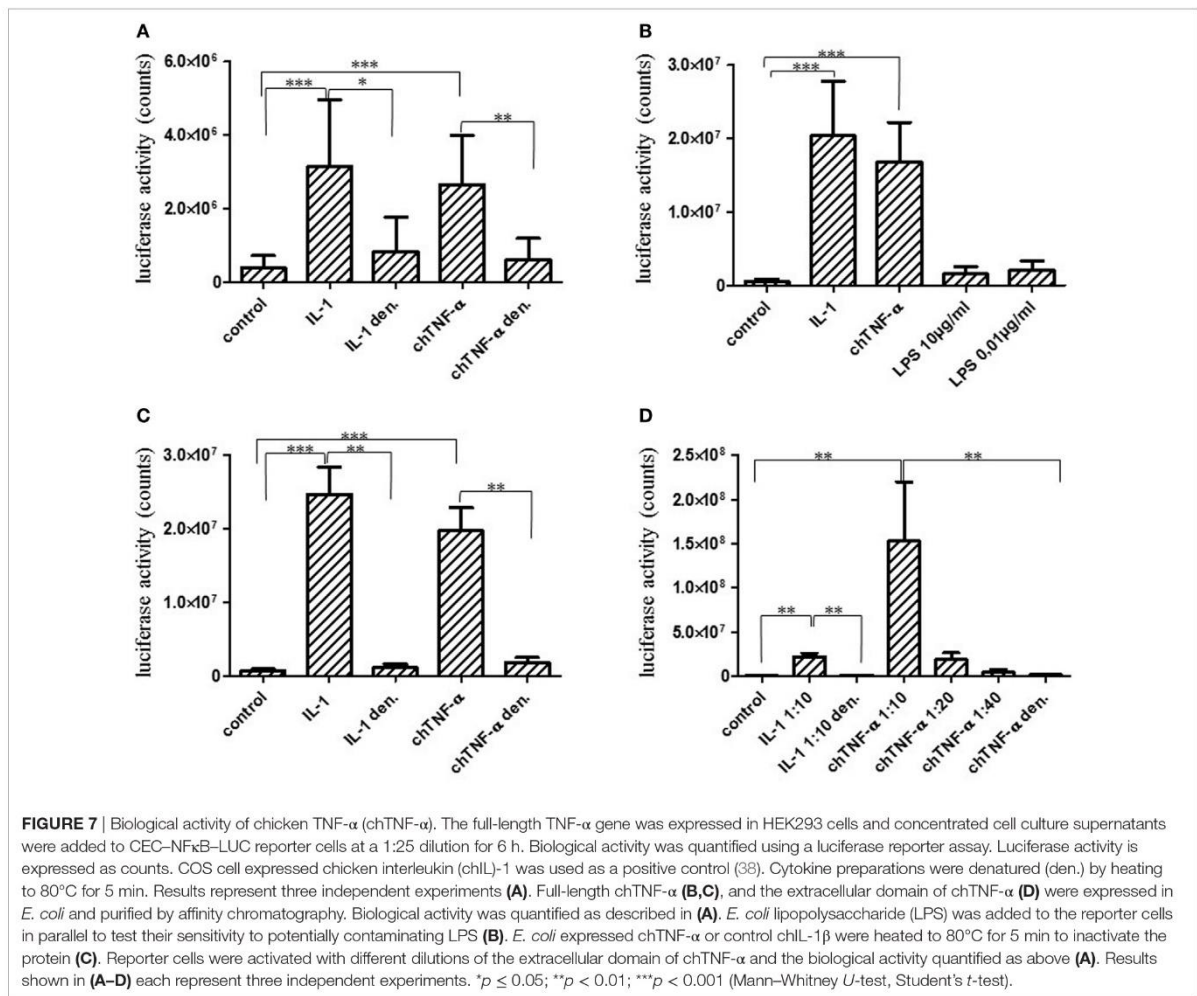 A
luciferase activity (counts)
6.0×10⁶
4.0×10⁶
2.0×10⁶
0
***
***
*
**
control
IL-1
IL-1 den.
chTNF-α
chTNF-α den.
B
luciferase activity (counts)
3.0×10⁷
2.0×10⁷
1.0×10⁷
0
***
***
control
IL-1
chTNF-α
LPS 10µg/ml
LPS 0,01µg/ml
C
luciferase activity (counts)
3.0×10⁷
2.0×10⁷
1.0×10⁷
0
***
***
**
**
control
IL-1
IL-1 den.
chTNF-α
chTNF-α den.
D
luciferase activity (counts)
2.5×10⁸
2.0×10⁸
1.5×10⁸
1.0×10⁸
5.0×10⁷
0
**
**
**
**
control
IL-1 1:10
IL-1 1:10 den.
chTNF-α 1:10
chTNF-α 1:20
chTNF-α 1:40
chTNF-α den.
FIGURE 7 | Biological activity of chicken TNF-α (chTNF-α). The full-length TNF-α gene was expressed in HEK293 cells and concentrated cell culture supernatants
were added to CEC–NFκB–LUC reporter cells at a 1:25 dilution for 6 h. Biological activity was quantified using a luciferase reporter assay. Luciferase activity is
expressed as counts. COS cell expressed chicken interleukin (chIL)-1 was used as a positive control (38). Cytokine preparations were denatured (den.) by heating
to 80°C for 5 min. Results represent three independent experiments (A). Full-length chTNF-α (B,C), and the extracellular domain of chTNF-α (D) were expressed in
E. coli and purified by affinity chromatography. Biological activity was quantified as described in (A). E. coli lipopolysaccharide (LPS) was added to the reporter cells
in parallel to test their sensitivity to potentially contaminating LPS (B). E. coli expressed chTNF-α or control chIL-1β were heated to 80°C for 5 min to inactivate the
protein (C). Reporter cells were activated with different dilutions of the extracellular domain of chTNF-α and the biological activity quantified as above (A). Results
shown in (A–D) each represent three independent experiments. *p ≤ 0.05; **p < 0.01; ***p < 0.001 (Mann–Whitney U-test, Student's t-test).